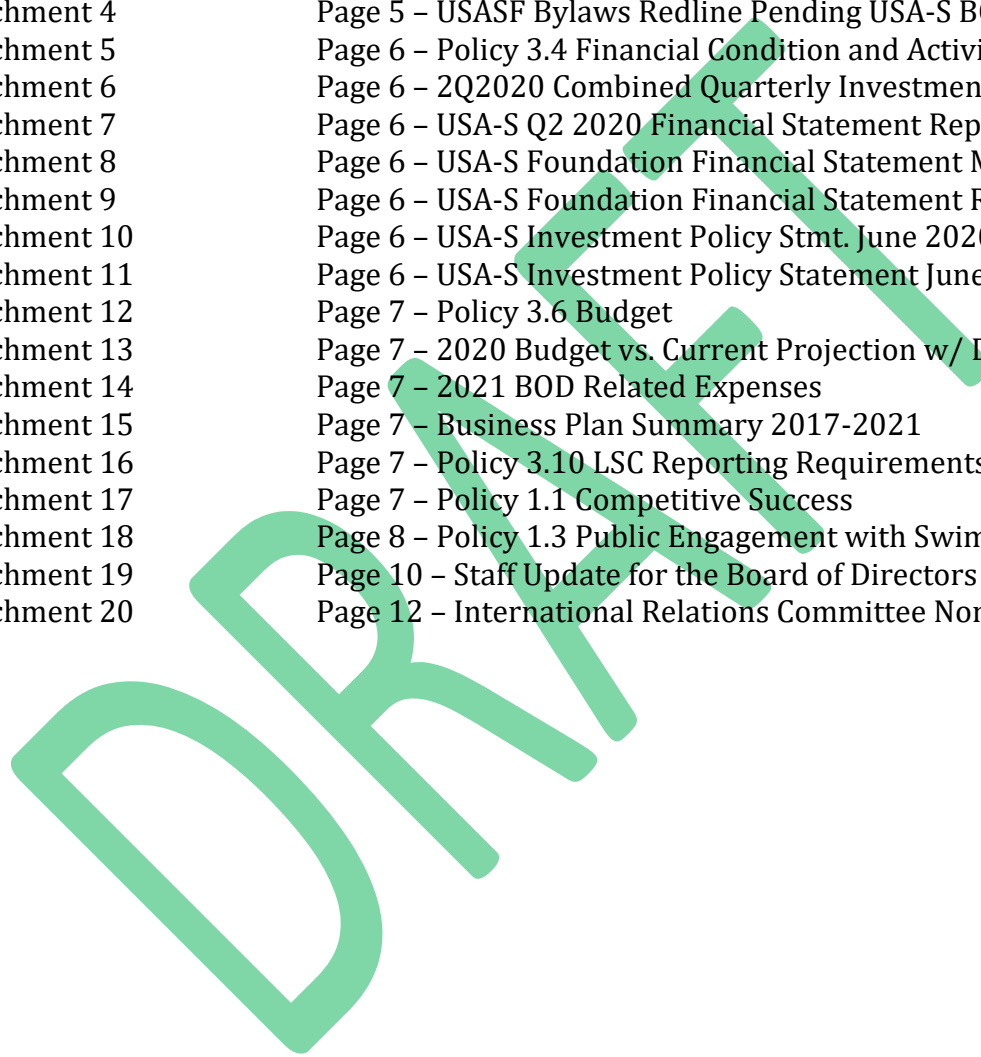 chment 4 Page 5 – USASF Bylaws Redline Pending USA-S B
chment 5 Page 6 – Policy 3.4 Financial Condition and Activi
chment 6 Page 6 – 2Q2020 Combined Quarterly Investmen
chment 7 Page 6 – USA-S Q2 2020 Financial Statement Rep
chment 8 Page 6 – USA-S Foundation Financial Statement M
chment 9 Page 6 – USA-S Foundation Financial Statement R
chment 10 Page 6 – USA-S Investment Policy Stmt. June 202
chment 11 Page 6 – USA-S Investment Policy Statement June
chment 12 Page 7 – Policy 3.6 Budget
chment 13 Page 7 – 2020 Budget vs. Current Projection w/
chment 14 Page 7 – 2021 BOD Related Expenses
chment 15 Page 7 – Business Plan Summary 2017-2021
chment 16 Page 7 – Policy 3.10 LSC Reporting Requirements
chment 17 Page 7 – Policy 1.1 Competitive Success
chment 18 Page 8 – Policy 1.3 Public Engagement with Swim
chment 19 Page 10 – Staff Update for the Board of Directors
chment 20 Page 12 – International Relations Committee Nor
DRAFT